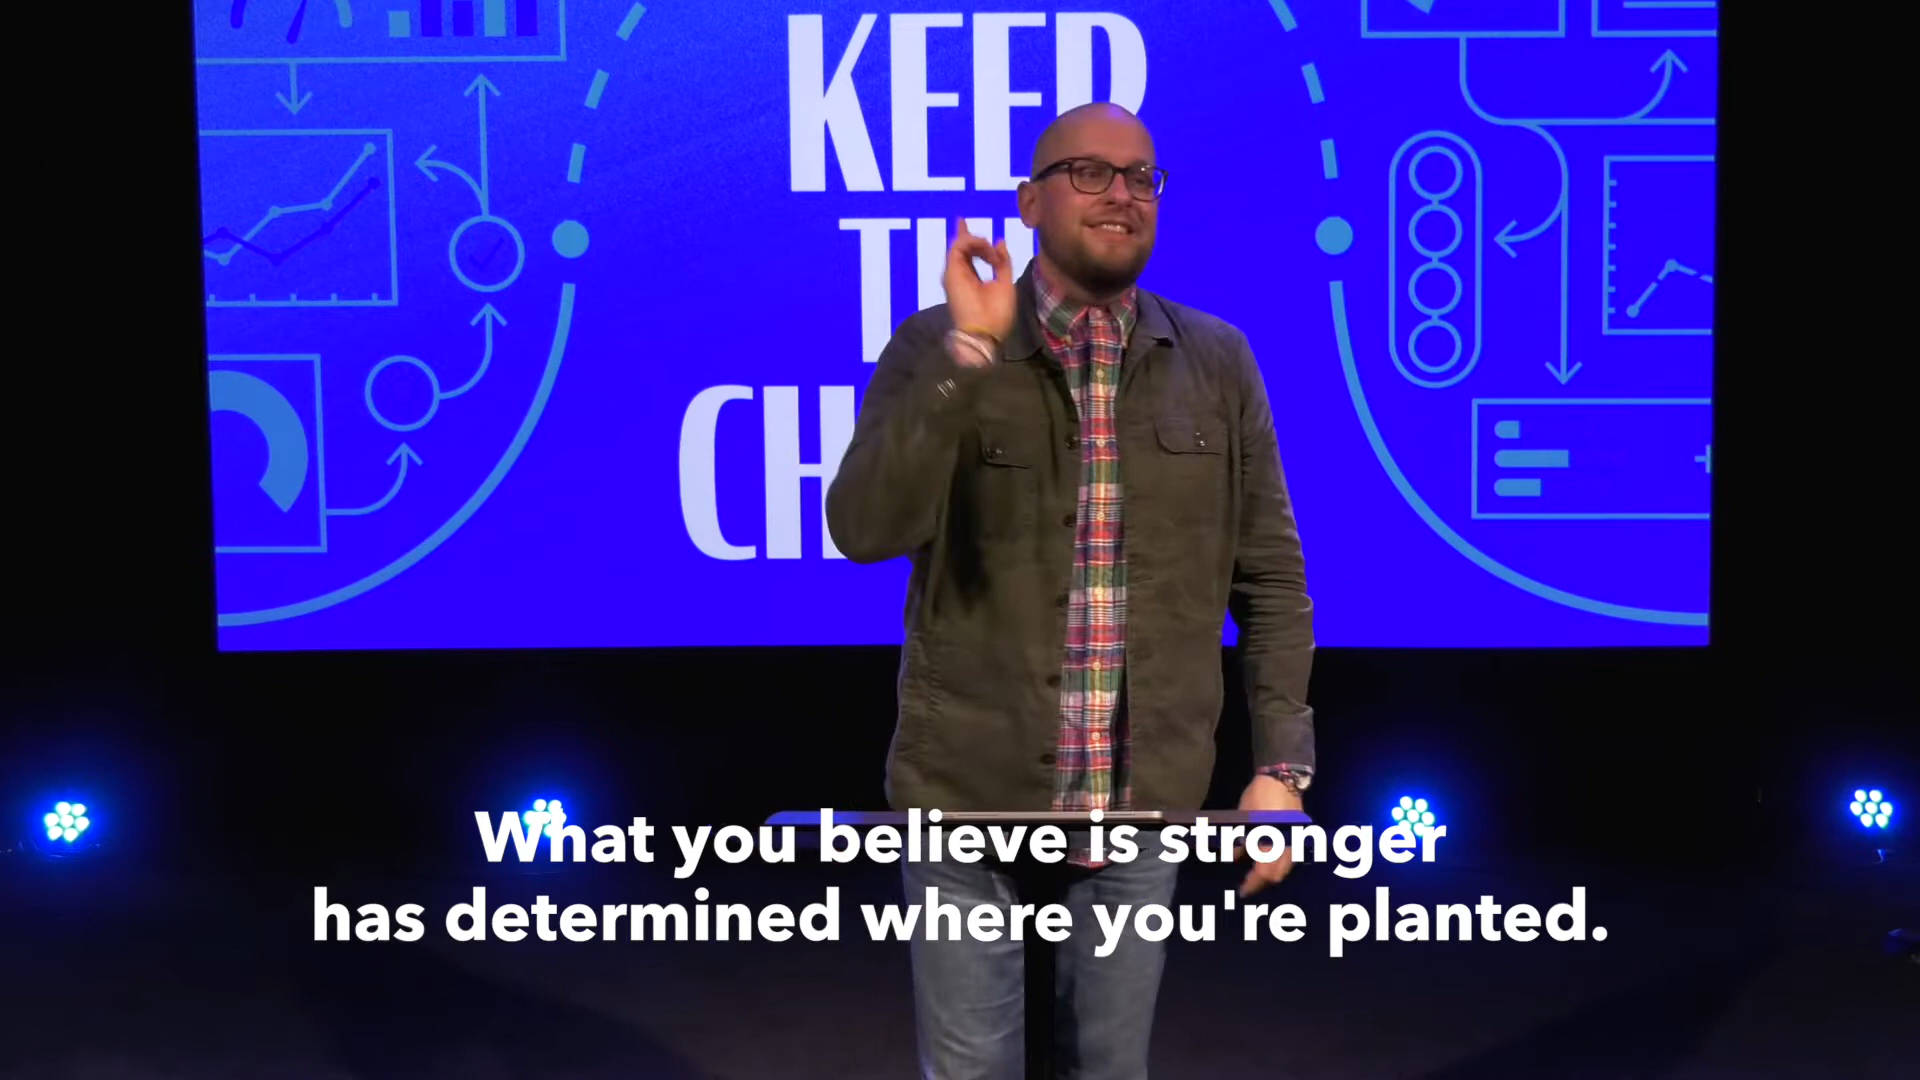 KEEP
What you believe is stronger
has determined where you're planted.